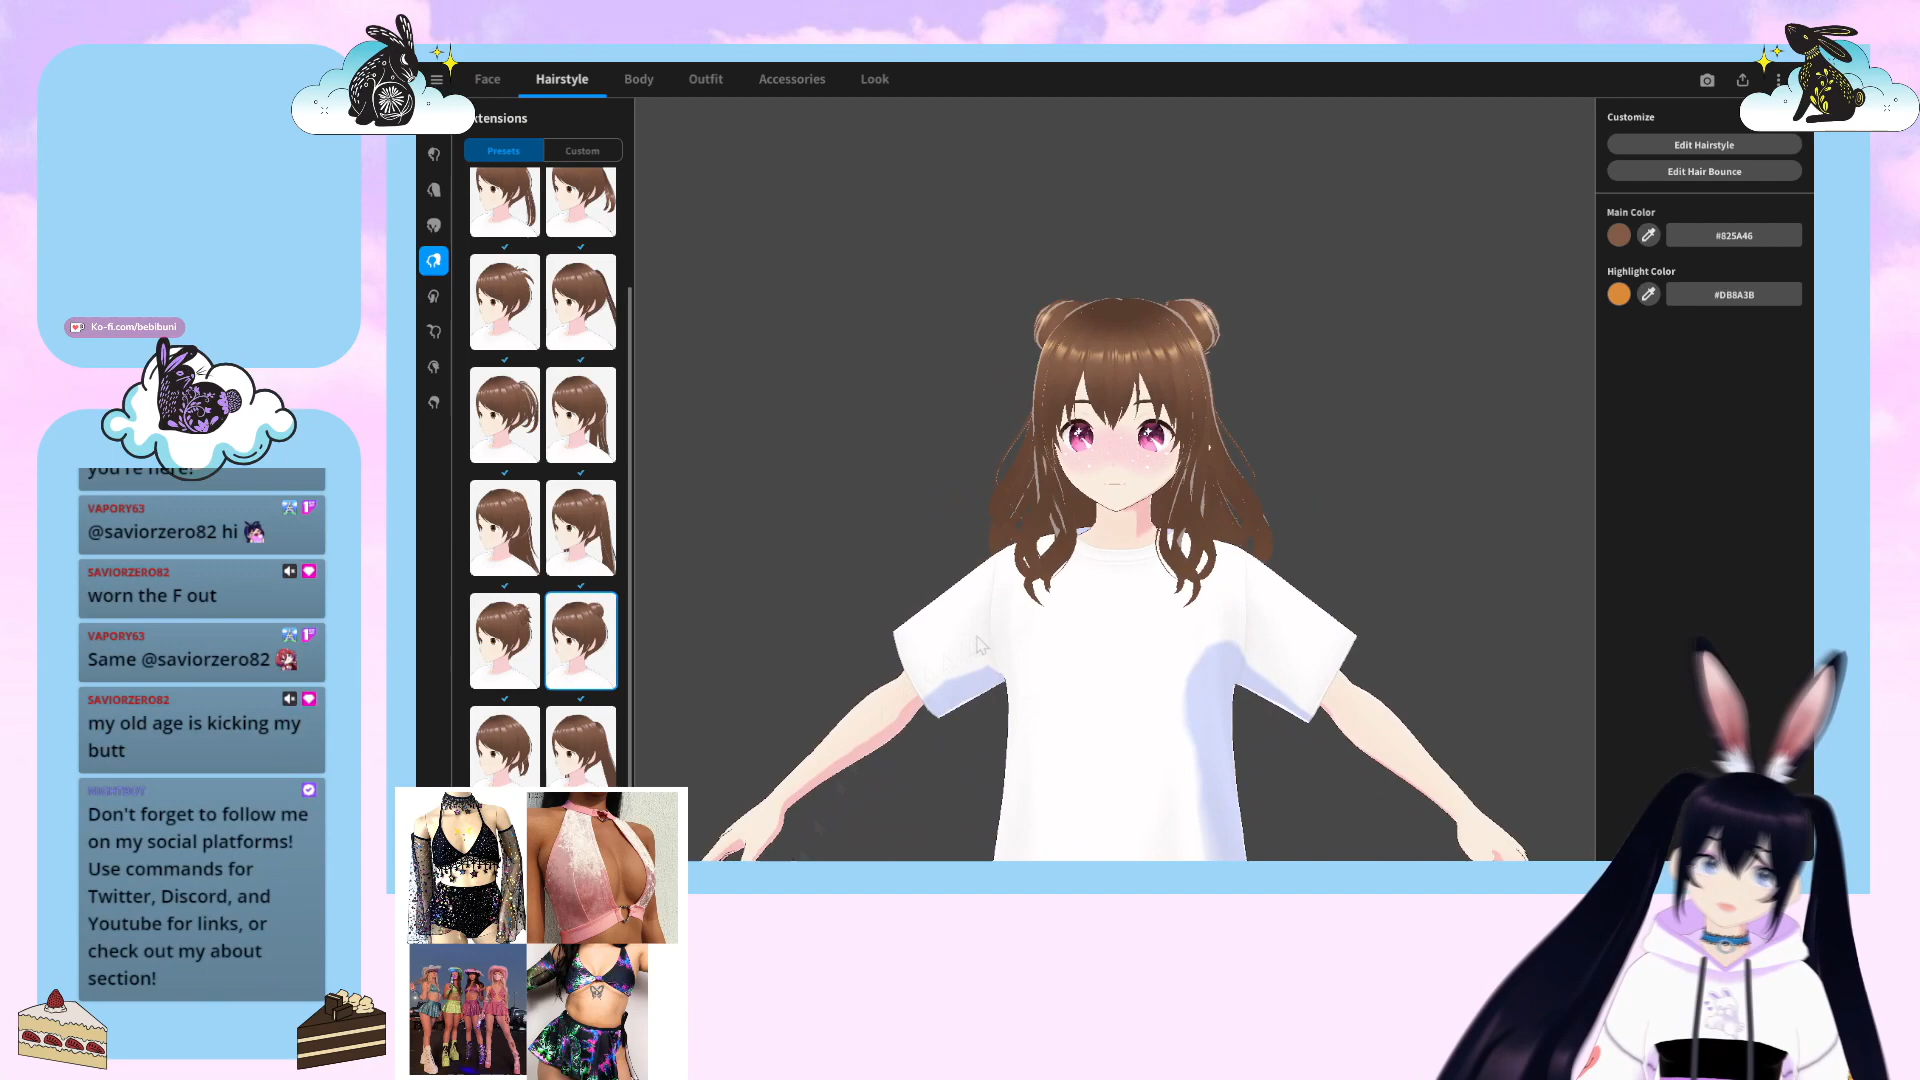 Face
Hairstyle
Body
Outfit
Accessories
Look
Presets
Custom
Customize
Edit Hairstyle
Edit Hair Bounce
Main Color
#825A46
Highlight Color
#DB8A3B
Ko-fi.com/bebibuni
you're here!
VAPORY63
@saviorzero82 hi
SAVIORZERO82
worn the F out
VAPORY63
Same @saviorzero82
SAVIORZERO82
my old age is kicking my
butt
Don't forget to follow me
on my social platforms!
Use commands for
Twitter, Discord, and
Youtube for links, or
check out my about
section!